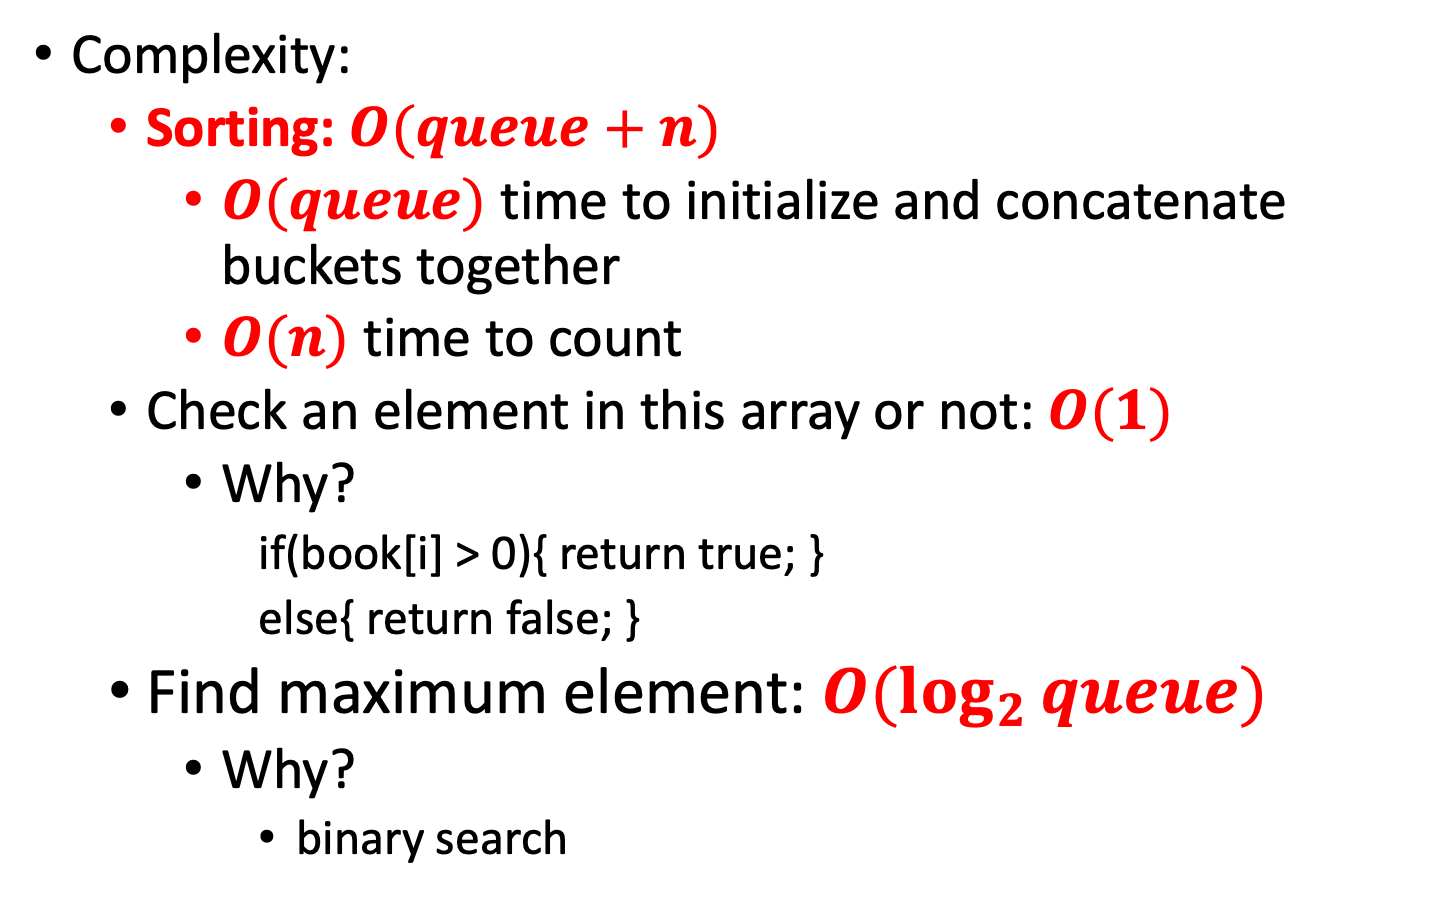 • Complexity:
• Sorting: O(queue + n)
• O(queue) time to initialize and concatenate
buckets together
• O(n) time to count
• Check an element in this array or not: O(1)
• Why?
if(book[i] > 0){ return true; }
else{ return false; }
• Find maximum element: O(log₂ queue)
• Why?
• binary search